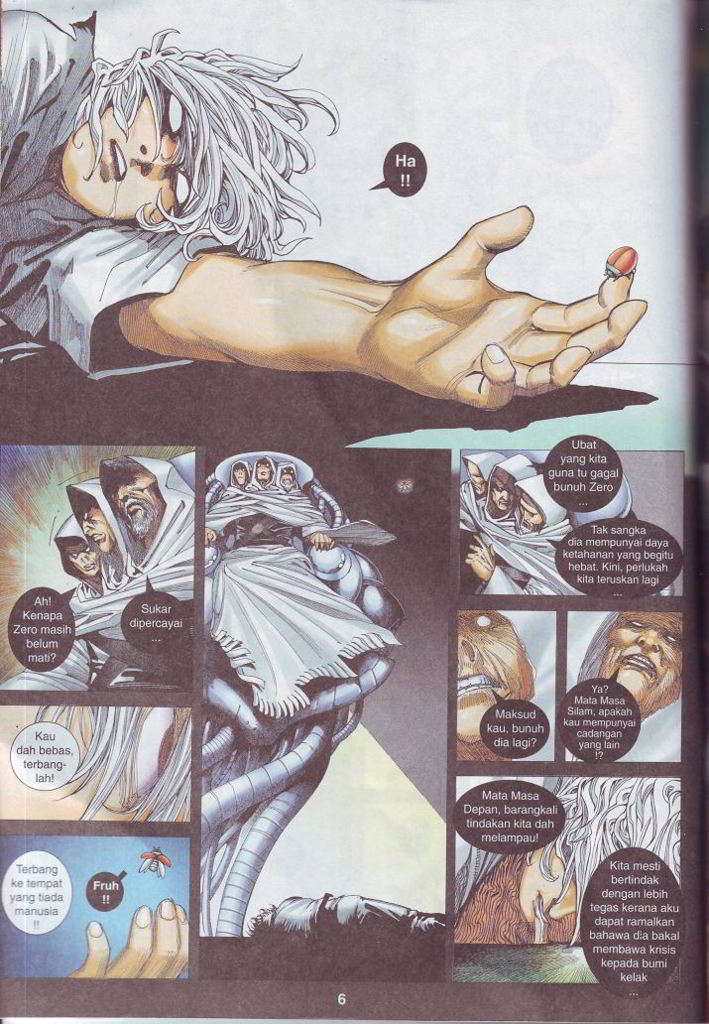 Ha
!!
Ah!
Kenapa
Zero masih
belum
mati?
Sukar
dipercayai
...
Kau
dah bebas,
terbang-
lah!
Terbang
ke tempat
yang tiada
manusia
!!
Fruh
!!
Ubat
yang kita
guna tu gagal
bunuh Zero
...
Tak sangka
dia mempunyai daya
ketahanan yang begitu
hebat. Kini, perlukah
kita teruskan lagi
...
Maksud
kau, bunuh
dia lagi?
Ya?
Mata Masa
Silam, apakah
kau mempunyai
cadangan
yang lain
!?
Mata Masa
Depan, barangkali
tindakan kita dah
melampau!
Kita mesti
bertindak
dengan lebih
tegas kerana aku
dapat ramalkan
bahawa dia bakal
membawa krisis
kepada bumi
kelak
...
6